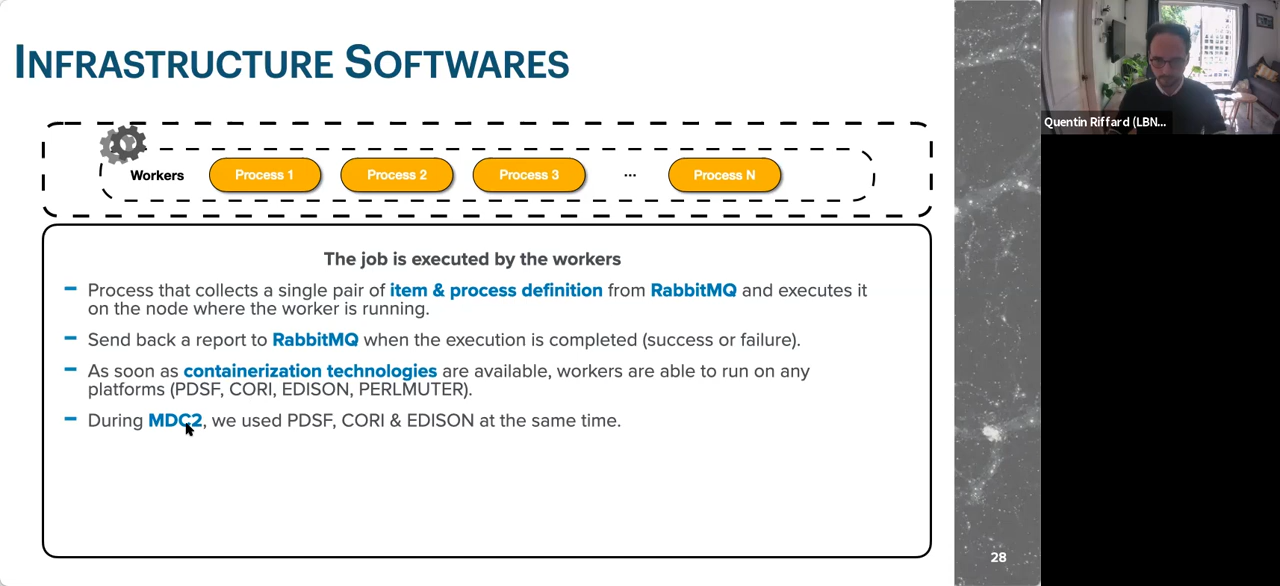 INFRASTRUCTURE SOFTWARES
Workers Process 1 Process 2 Process 3 ... Process N
The job is executed by the workers
– Process that collects a single pair of item & process definition from RabbitMQ and executes it
on the node where the worker is running.
– Send back a report to RabbitMQ when the execution is completed (success or failure).
– As soon as containerization technologies are available, workers are able to run on any
platforms (PDSF, CORI, EDISON, PERLMUTER).
– During MDC2, we used PDSF, CORI & EDISON at the same time.
28
Quentin Riffard (LBN...